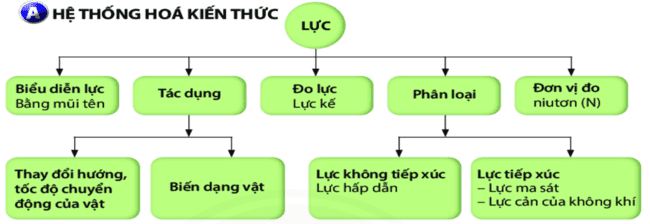 A HỆ THỐNG HOÁ KIẾN THỨC
LỰC
Biểu diễn lực
Bằng mũi tên
Tác dụng
Đo lực
Lực kế
Phân loại
Đơn vị đo
niutơn (N)
Thay đổi hướng,
tốc độ chuyển
động của vật
Biến dạng vật
Lực không tiếp xúc
Lực hấp dẫn
Lực tiếp xúc
– Lực ma sát
– Lực cản của không khí